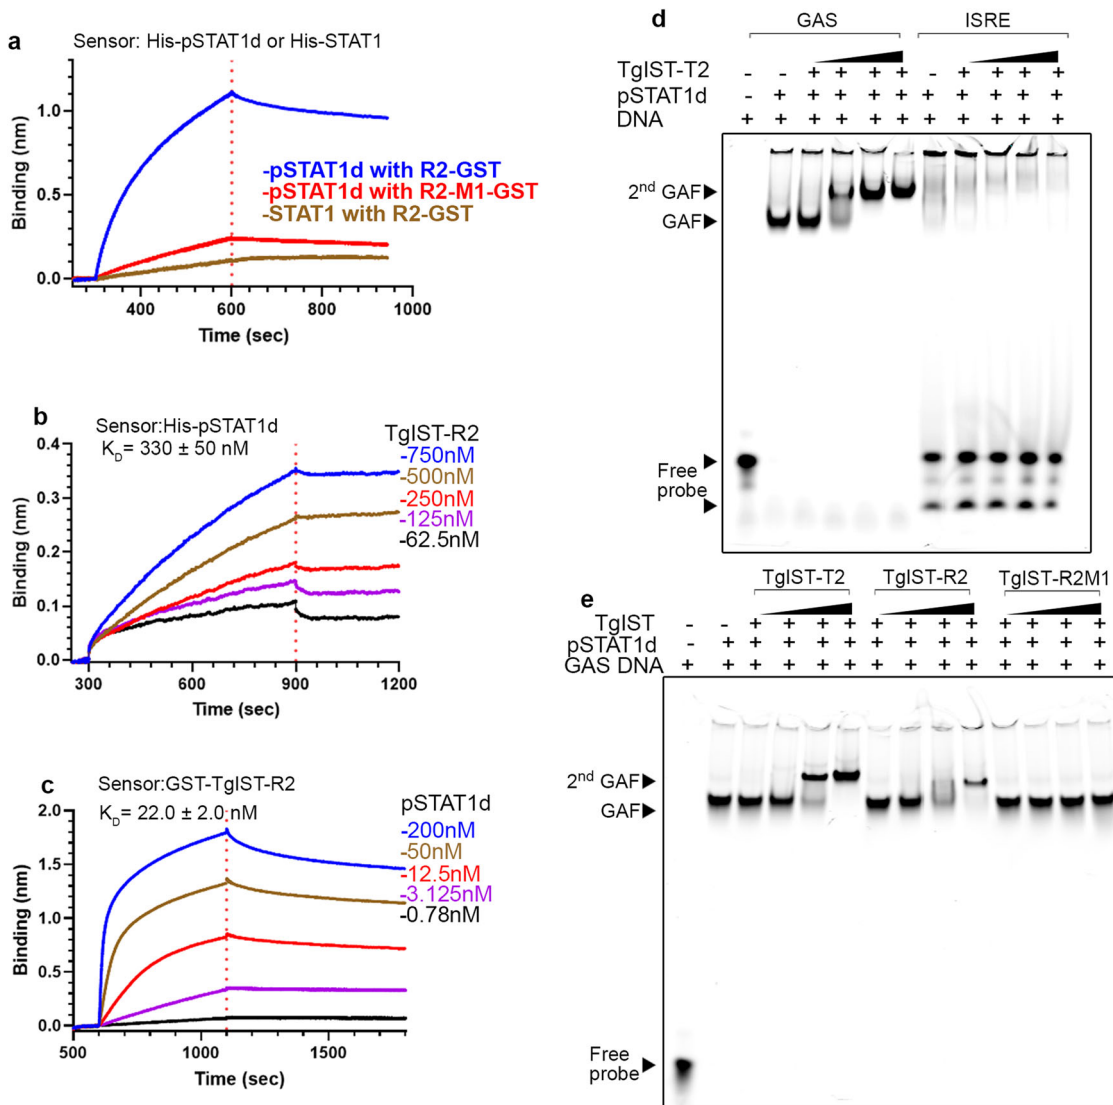 a
Sensor: His-pSTAT1d or His-STAT1
Binding (nm)
1.0
0.5
0.0
-pSTAT1d with R2-GST
-pSTAT1d with R2-M1-GST
-STAT1 with R2-GST
400 600 800 1000
Time (sec)
b
Sensor:His-pSTAT1d
KD= 330 ± 50 nM
Binding (nm)
0.4
0.3
0.2
0.1
0.0
TgIST-R2
-750nM
-500nM
-250nM
-125nM
-62.5nM
300 600 900 1200
Time (sec)
c
Sensor:GST-TgIST-R2
KD= 22.0 ± 2.0 nM
Binding (nm)
2.0
1.5
1.0
0.5
0.0
pSTAT1d
-200nM
-50nM
-12.5nM
-3.125nM
-0.78nM
500 1000 1500
Time (sec)
d
GAS ISRE
TgIST-T2 - - + + + + - + + + +
pSTAT1d - + + + + + + + + + +
DNA + + + + + + + + + + +
2nd GAF
GAF
Free
probe
e
TgIST-T2 TgIST-R2 TgIST-R2M1
TgIST - - + + + + + + + + + + + +
pSTAT1d - + + + + + + + + + + + + +
GAS DNA + + + + + + + + + + + + + +
2nd GAF
GAF
Free
probe